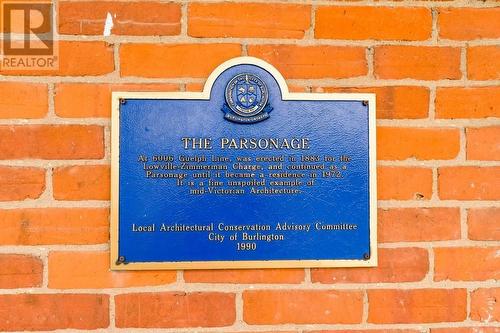 REALTOR
THE PARSONAGE
At 6006 Guelph Line, was erected in 1883 for the
Lowville-Zimmerman Charge, and continued as a
Parsonage until it became a residence in 1972.
It is a fine unspoiled example of
mid-Victorian Architecture.
Local Architectural Conservation Advisory Committee
City of Burlington
1990